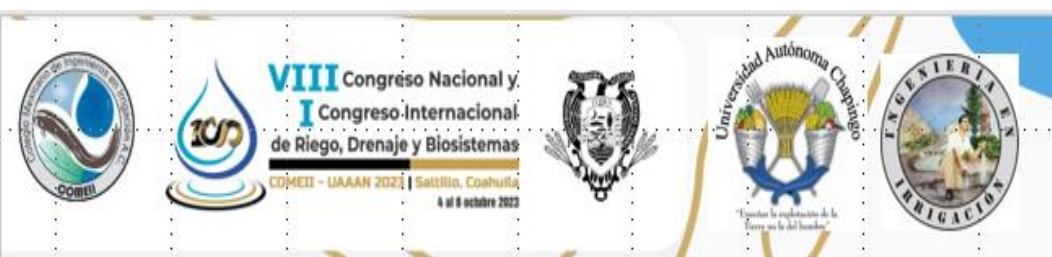 Colegio Mexicano de Ingenieros en Irrigación A.C.
COMEII
VIII Congreso Nacional y
I Congreso Internacional
de Riego, Drenaje y Biosistemas
COMEII - UAAAN 2023 | Saltillo, Coahuila
4 al 6 octubre 2023
Universidad Autónoma Chapingo
"Enseñar la explotación de la
Tierra no la del hombre"
INGENIERÍA EN
IRRIGACIÓN